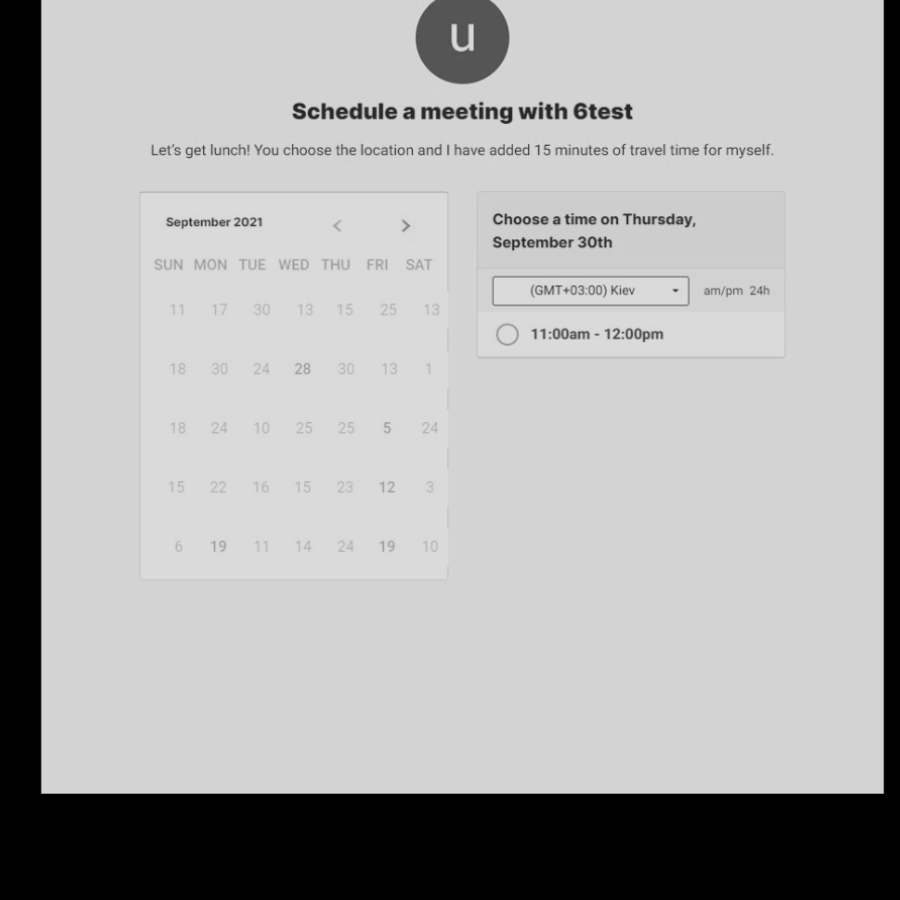 u
Schedule a meeting with 6test
Let's get lunch! You choose the location and I have added 15 minutes of travel time for myself.
September 2021 < >
SUN MON TUE WED THU FRI SAT
11 17 30 13 15 25 13
18 30 24 28 30 13 1
18 24 10 25 25 5 24
15 22 16 15 23 12 3
6 19 11 14 24 19 10
Choose a time on Thursday,
September 30th
(GMT+03:00) Kiev am/pm 24h
11:00am - 12:00pm